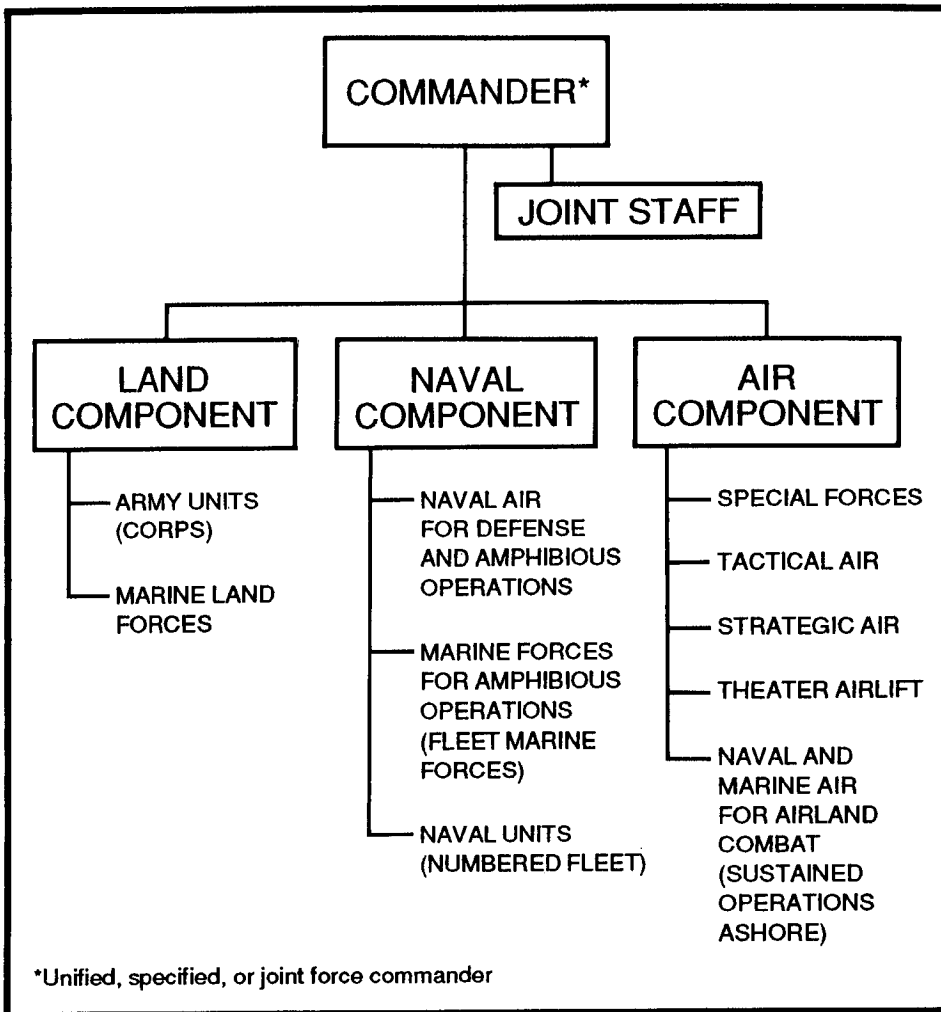 COMMANDER*
JOINT STAFF
LAND
COMPONENT
ARMY UNITS
(CORPS)
MARINE LAND
FORCES
NAVAL
COMPONENT
NAVAL AIR
FOR DEFENSE
AND AMPHIBIOUS
OPERATIONS
MARINE FORCES
FOR AMPHIBIOUS
OPERATIONS
(FLEET MARINE
FORCES)
NAVAL UNITS
(NUMBERED FLEET)
AIR
COMPONENT
SPECIAL FORCES
TACTICAL AIR
STRATEGIC AIR
THEATER AIRLIFT
NAVAL AND
MARINE AIR
FOR AIRLAND
COMBAT
(SUSTAINED
OPERATIONS
ASHORE)
*Unified, specified, or joint force commander